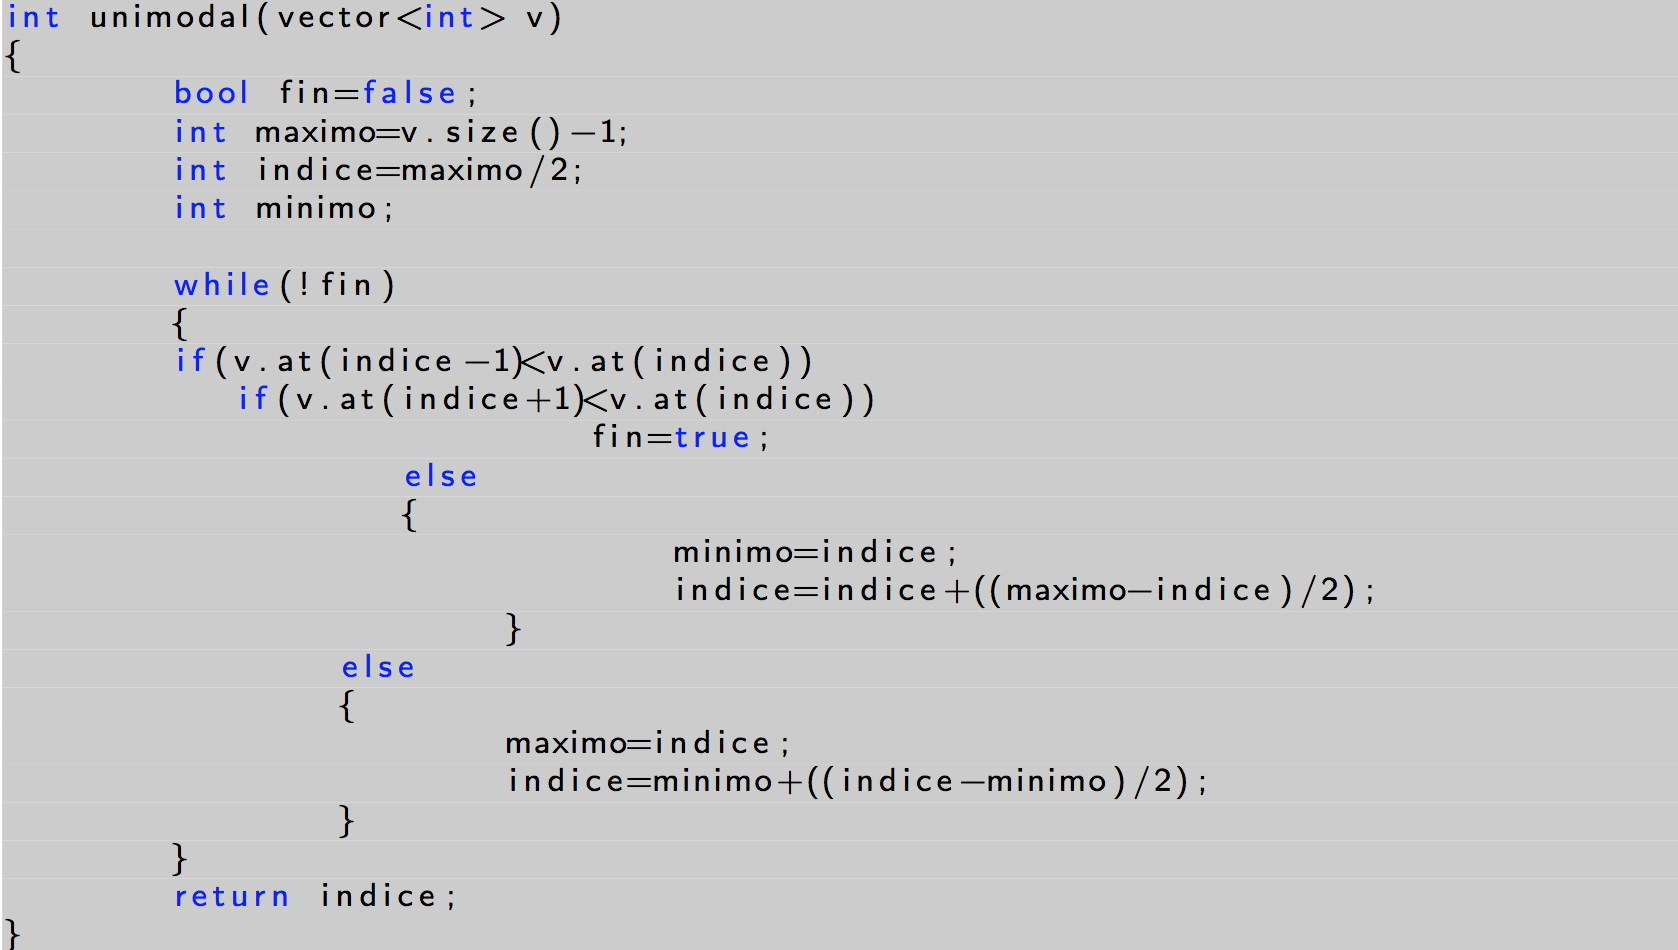 int unimodal(vector<int> v)
{
bool fin=false;
int maximo=v.size()-1;
int indice=maximo/2;
int minimo;
while(!fin)
{
if(v.at(indice-1)<v.at(indice))
if(v.at(indice+1)<v.at(indice))
fin=true;
else
{
minimo=indice;
indice=indice+((maximo-indice)/2);
}
else
{
maximo=indice;
indice=minimo+((indice-minimo)/2);
}
}
return indice;
}